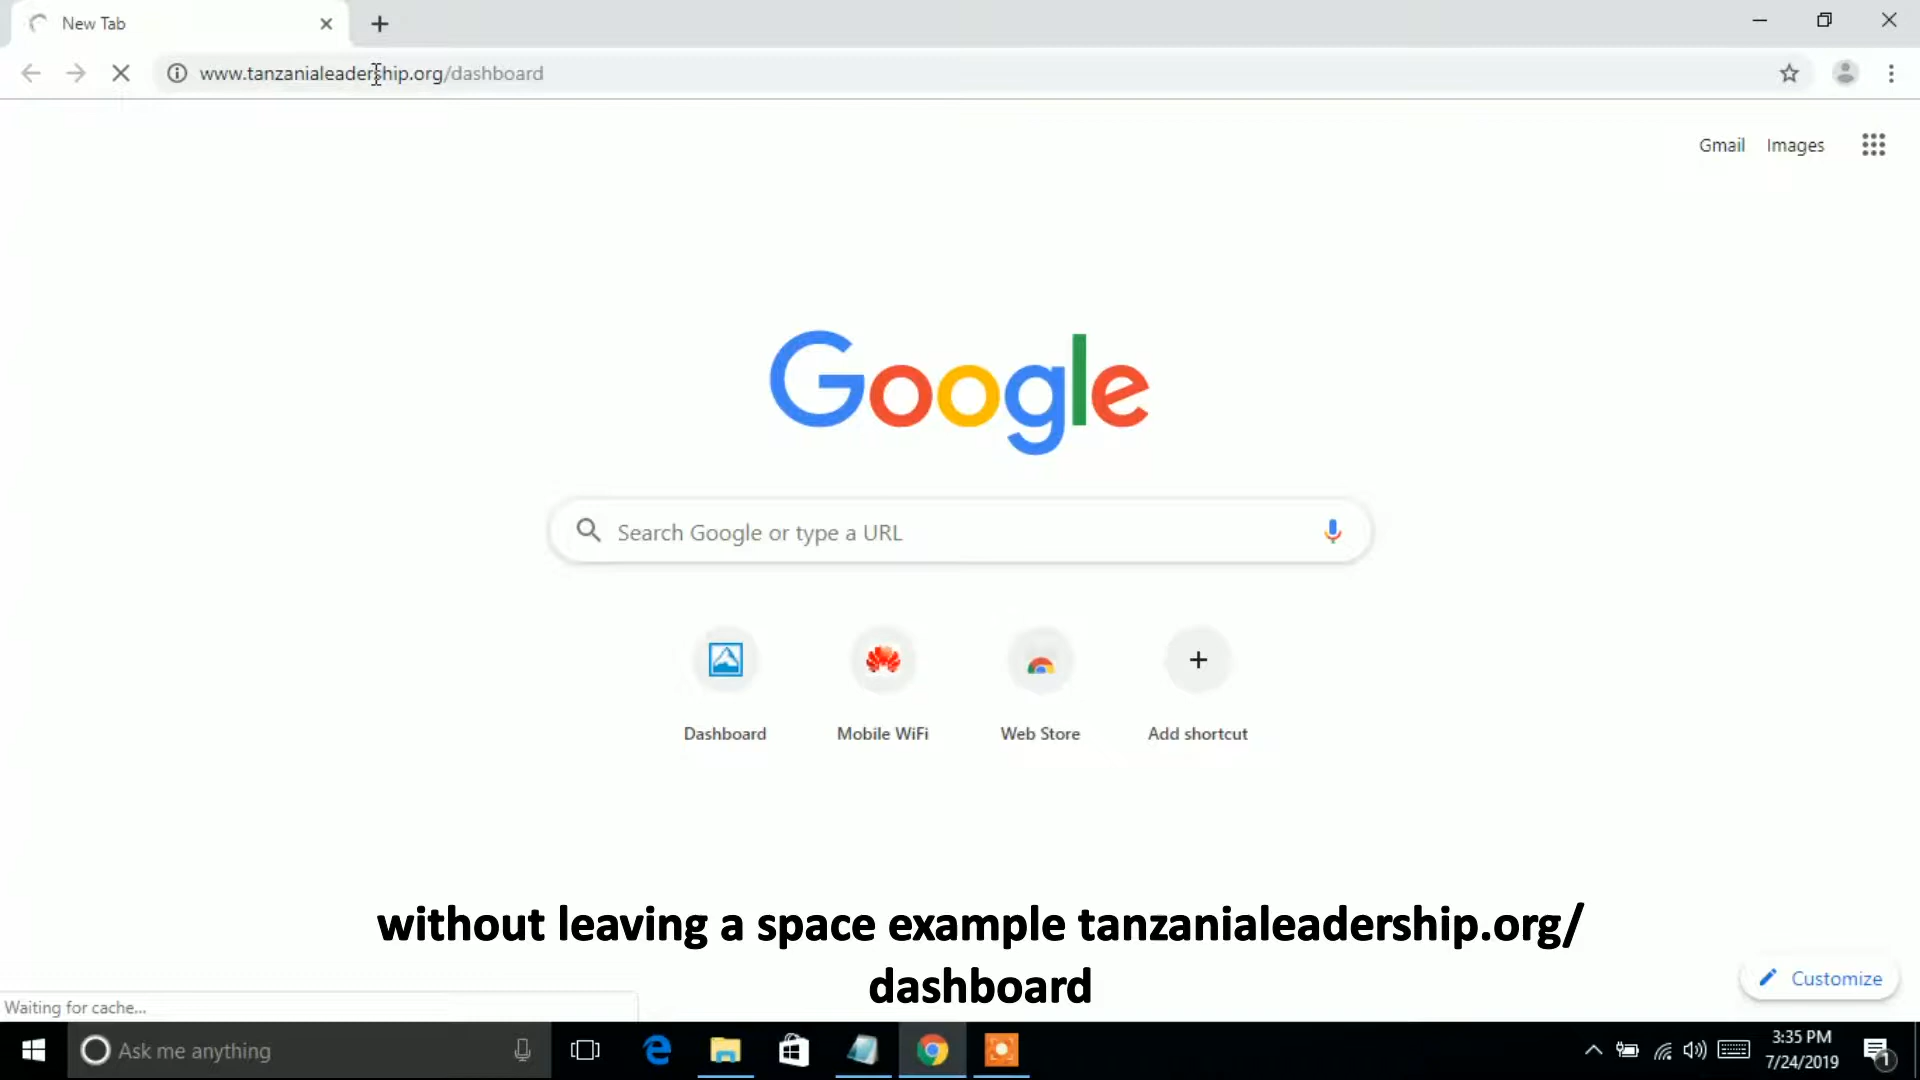 New Tab
www.tanzanialeadership.org/dashboard
Gmail Images
Google
Search Google or type a URL
Dashboard Mobile WiFi Web Store Add shortcut
without leaving a space example tanzanialeadership.org/
dashboard
Customize
Waiting for cache...
Ask me anything
3:35 PM
7/24/2019
1